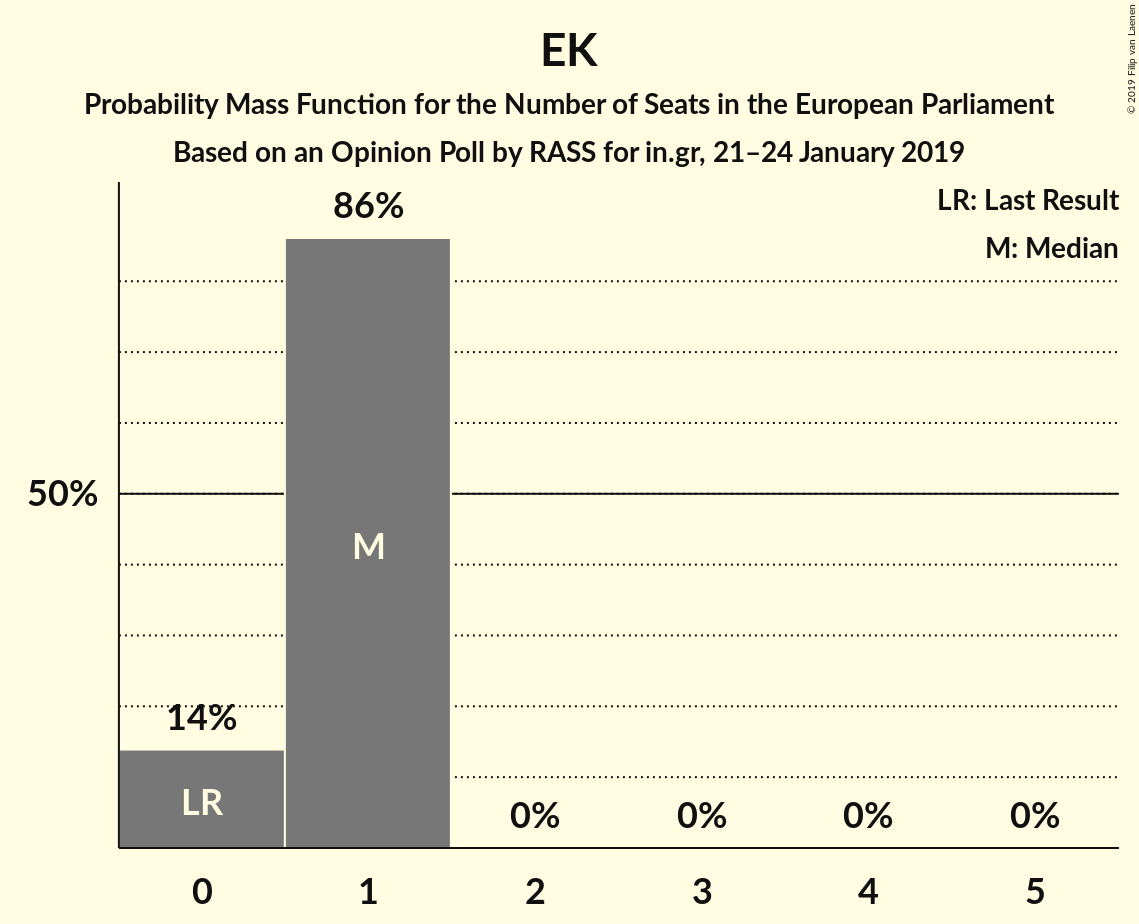 EK
Probability Mass Function for the Number of Seats in the European Parliament
Based on an Opinion Poll by RASS for in.gr, 21–24 January 2019
© 2019 Filip van Laenen
LR: Last Result
M: Median
86%
50%
M
14%
LR
0%
0%
0%
0%
0
1
2
3
4
5